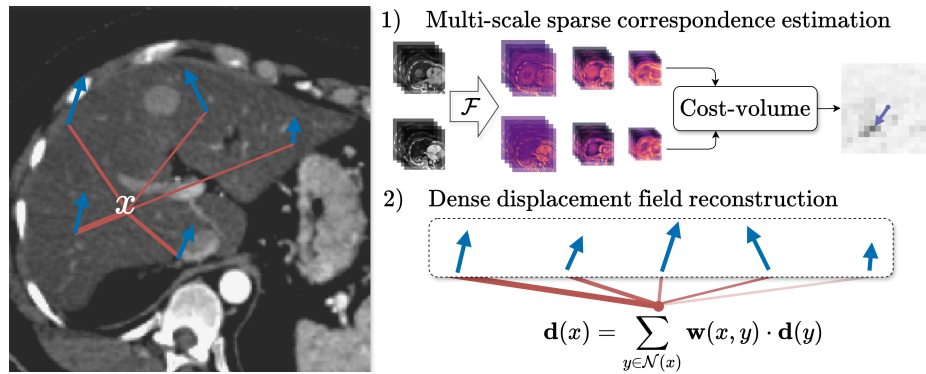 x
1) Multi-scale sparse correspondence estimation
ℱ
Cost-volume
2) Dense displacement field reconstruction
d(x) = ∑ w(x, y) · d(y)
y∈𝒩(x)